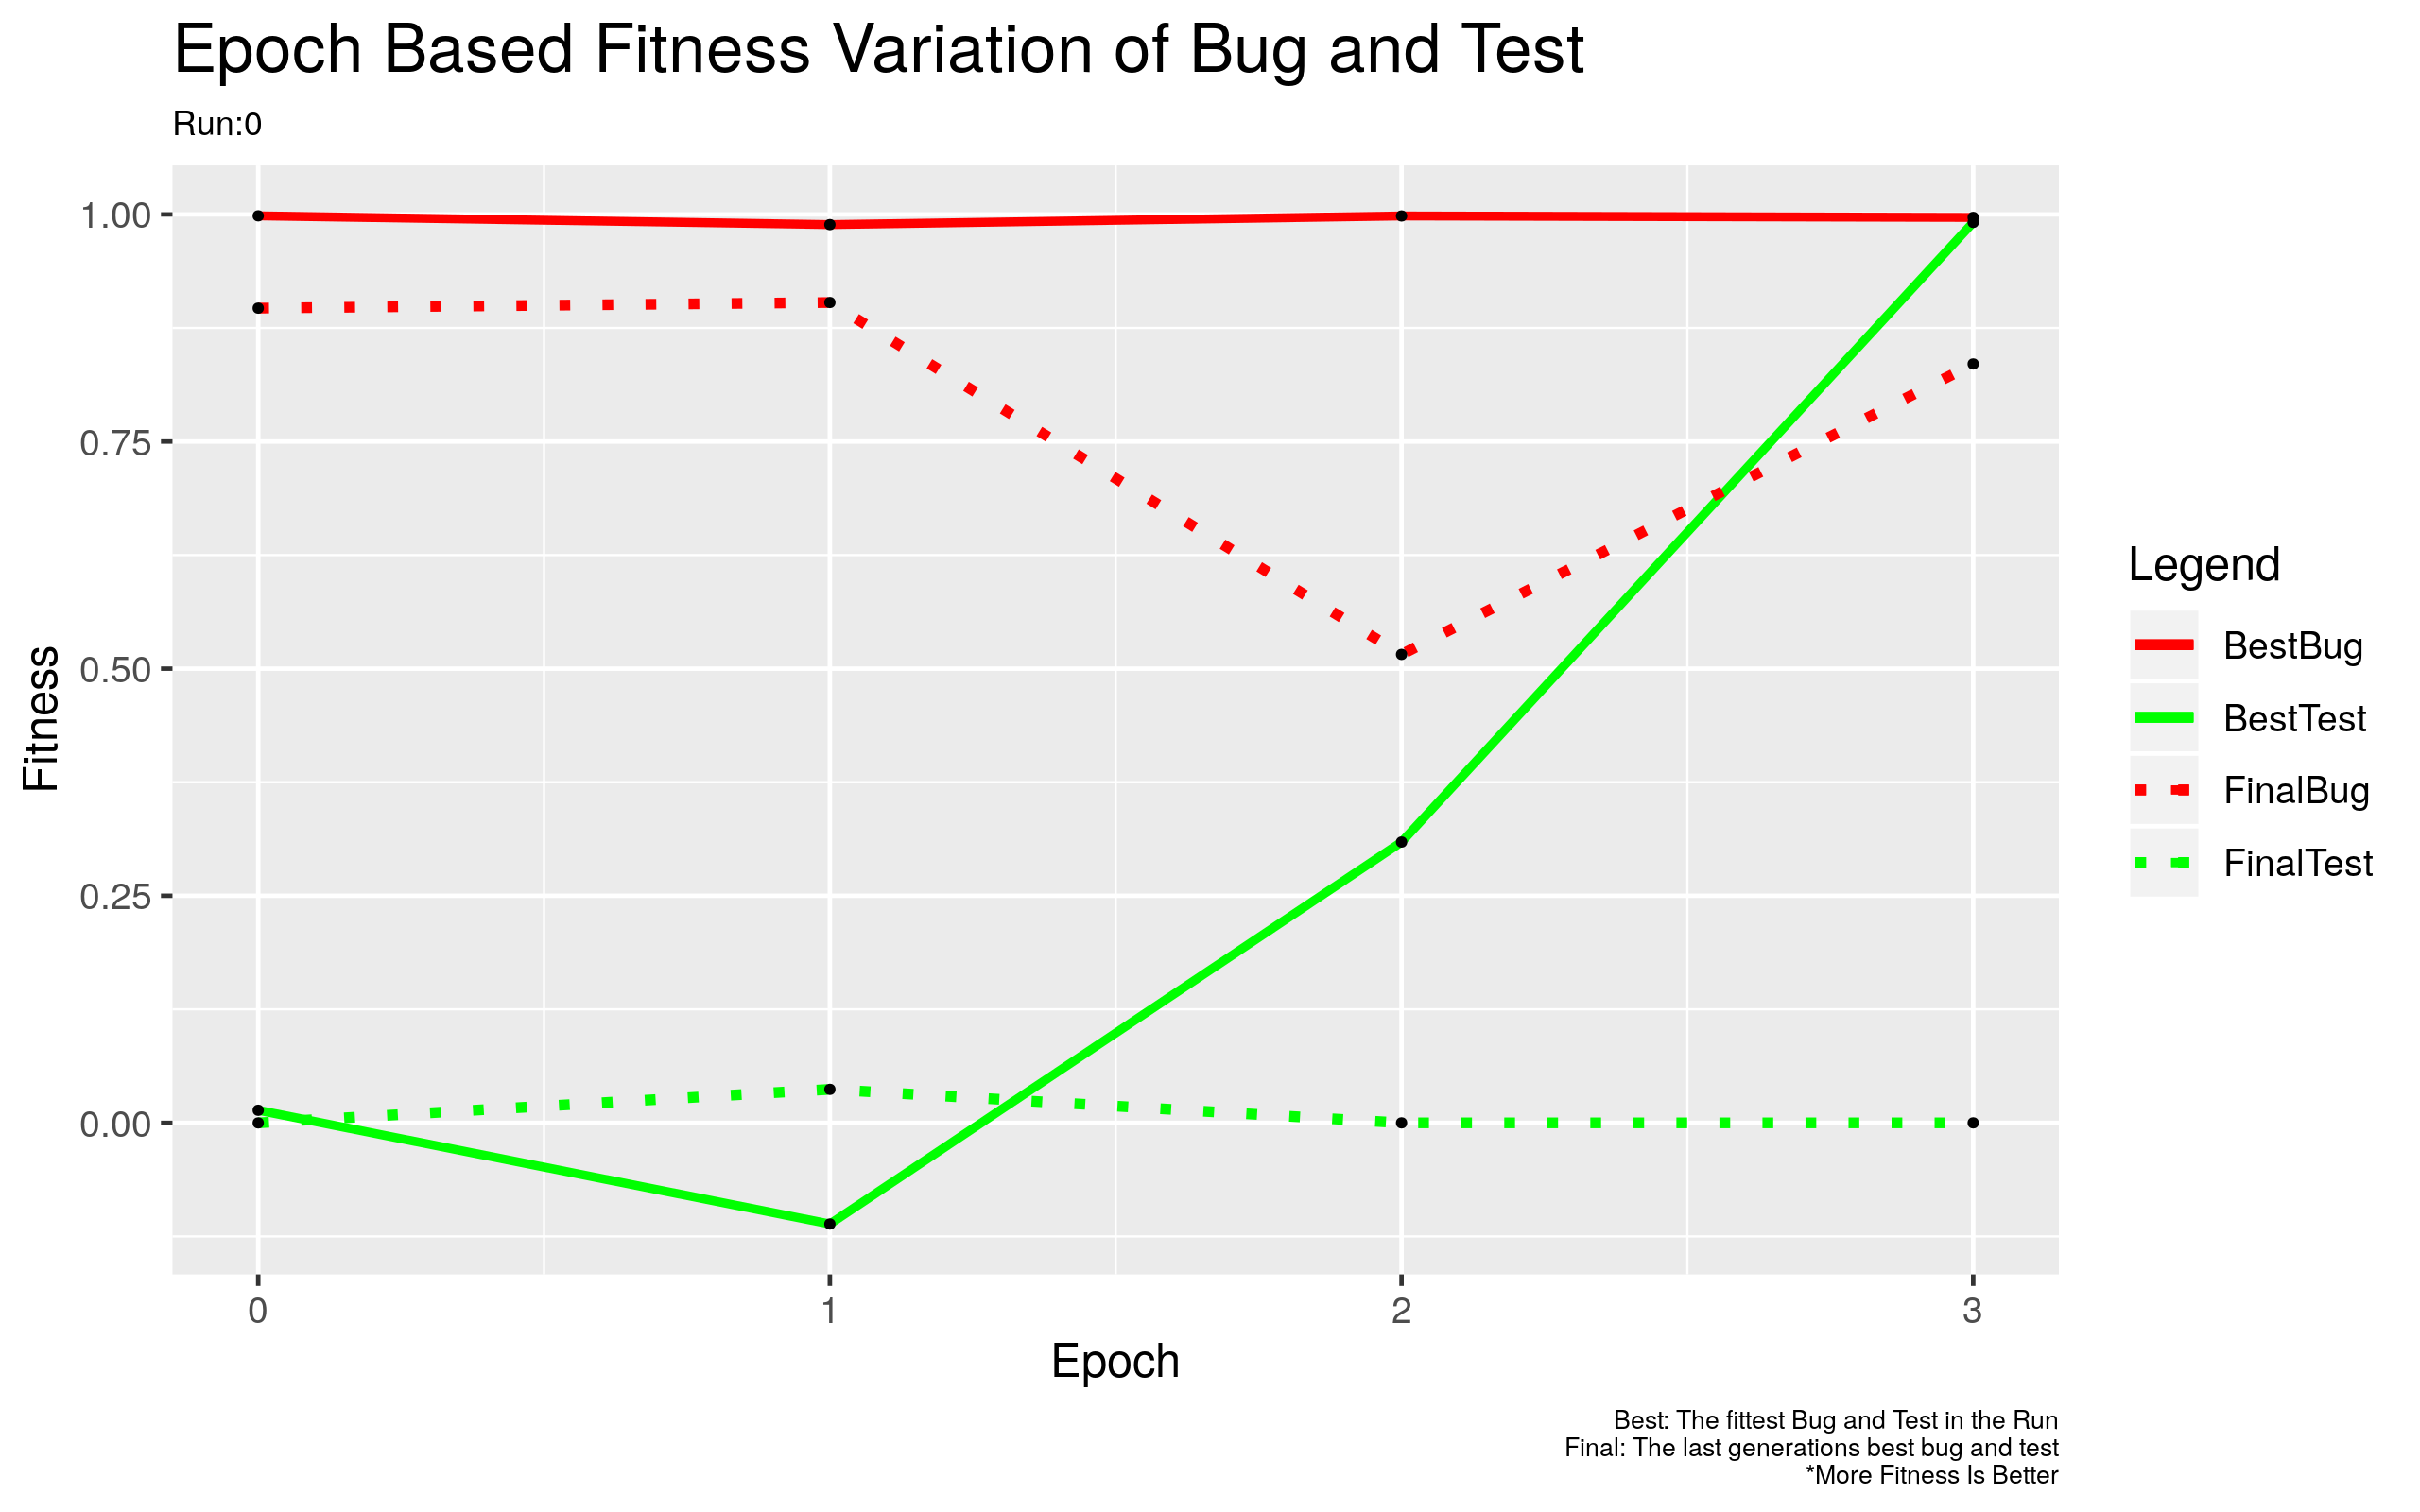 Epoch Based Fitness Variation of Bug and Test
Run:0
1.00
0.75
0.50
0.25
0.00
Fitness
0 1 2 3
Epoch
Legend
BestBug
BestTest
FinalBug
FinalTest
Best: The fittest Bug and Test in the Run
Final: The last generations best bug and test
*More Fitness Is Better